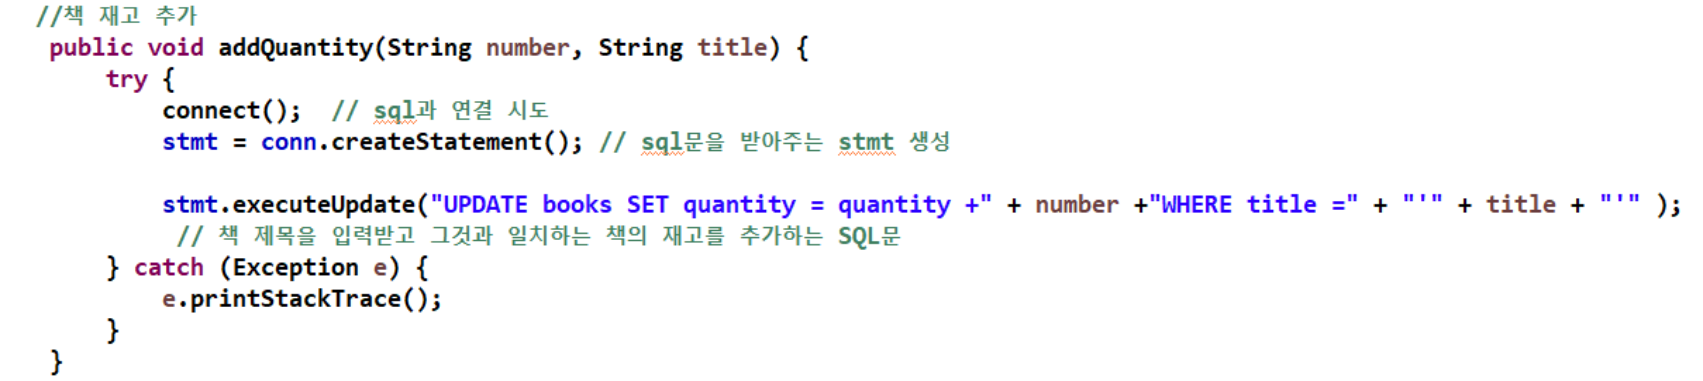 //책 재고 추가
public void addQuantity(String number, String title) {
try {
connect();  // sql과 연결 시도
stmt = conn.createStatement(); // sql문을 받아주는 stmt 생성
stmt.executeUpdate("UPDATE books SET quantity = quantity +" + number +"WHERE title =" + "'" + title + "'" );
// 책 제목을 입력받고 그것과 일치하는 책의 재고를 추가하는 SQL문
} catch (Exception e) {
e.printStackTrace();
}
}